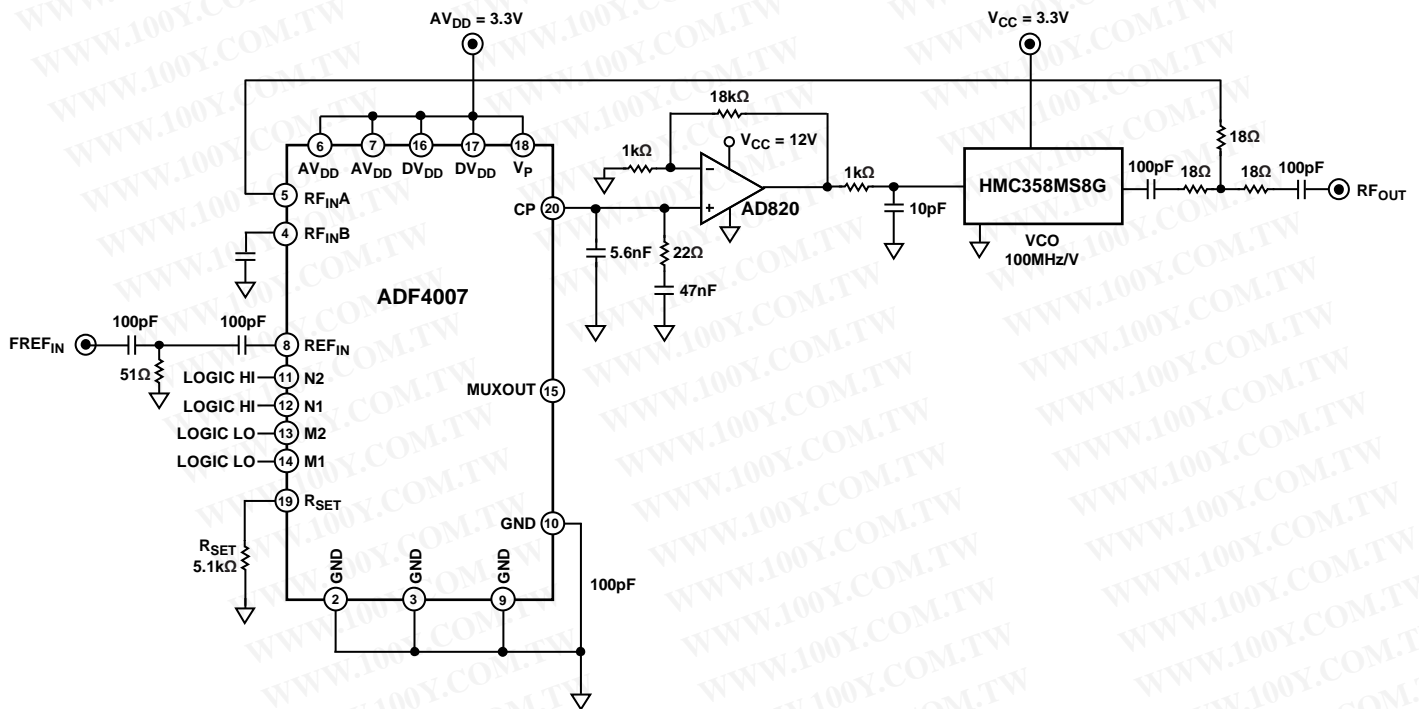 AVDD = 3.3V
VCC = 3.3V
18kΩ
VCC = 12V
1kΩ
−
+
AD820
1kΩ
10pF
HMC358MS8G
VCO
100MHz/V
100pF
18Ω
18Ω
18Ω
100pF
RFOUT
6
7
16
17
18
AVDD
AVDD
DVDD
DVDD
VP
5
RFINA
4
RFINB
CP
20
5.6nF
22Ω
47nF
ADF4007
FREFIN
100pF
100pF
51Ω
8
REFIN
LOGIC HI
11
N2
LOGIC HI
12
N1
LOGIC LO
13
M2
LOGIC LO
14
M1
MUXOUT
15
19
RSET
RSET
5.1kΩ
GND
10
100pF
GND
GND
GND
2
3
9
WWW.100Y.COM.TW